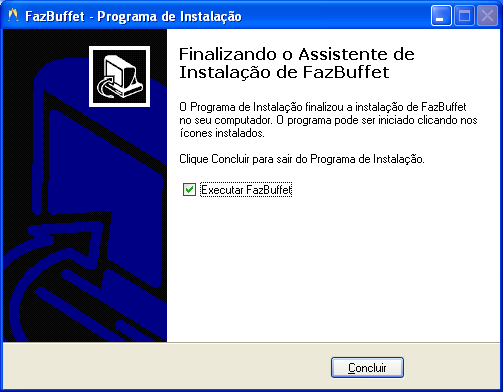 FazBuffet - Programa de Instalação
Finalizando o Assistente de
Instalação de FazBuffet
O Programa de Instalação finalizou a instalação de FazBuffet
no seu computador. O programa pode ser iniciado clicando nos
ícones instalados.
Clique Concluir para sair do Programa de Instalação.
Executar FazBuffet
Concluir